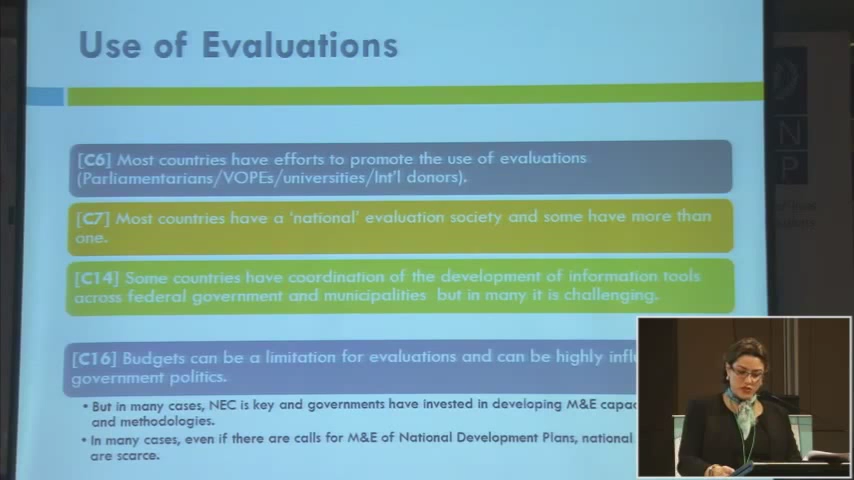 Use of Evaluations
[C6] Most countries have efforts to promote the use of evaluations
(Parliamentarians/VOPEs/universities/Int'l donors).
[C7] Most countries have a 'national' evaluation society and some have more than
one.
[C14] Some countries have coordination of the development of information tools
across federal government and municipalities but in many it is challenging.
[C16] Budgets can be a limitation for evaluations and can be highly
government politics.
• But in many cases, NEC is key and governments have invested in developing M&E
and methodologies.
• In many cases, even if there are calls for M&E of National Development Plans, national
are scarce.
N
P